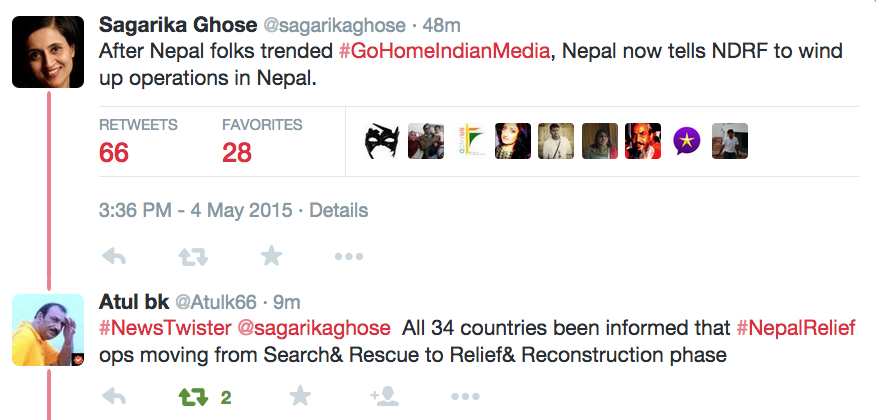 Sagarika Ghose @sagarikaghose · 48m
After Nepal folks trended #GoHomeIndianMedia, Nepal now tells NDRF to wind
up operations in Nepal.
RETWEETS FAVORITES
66 28
3:36 PM - 4 May 2015 · Details
Atul bk @Atulk66 · 9m
#NewsTwister @sagarikaghose All 34 countries been informed that #NepalRelief
ops moving from Search& Rescue to Relief& Reconstruction phase
2